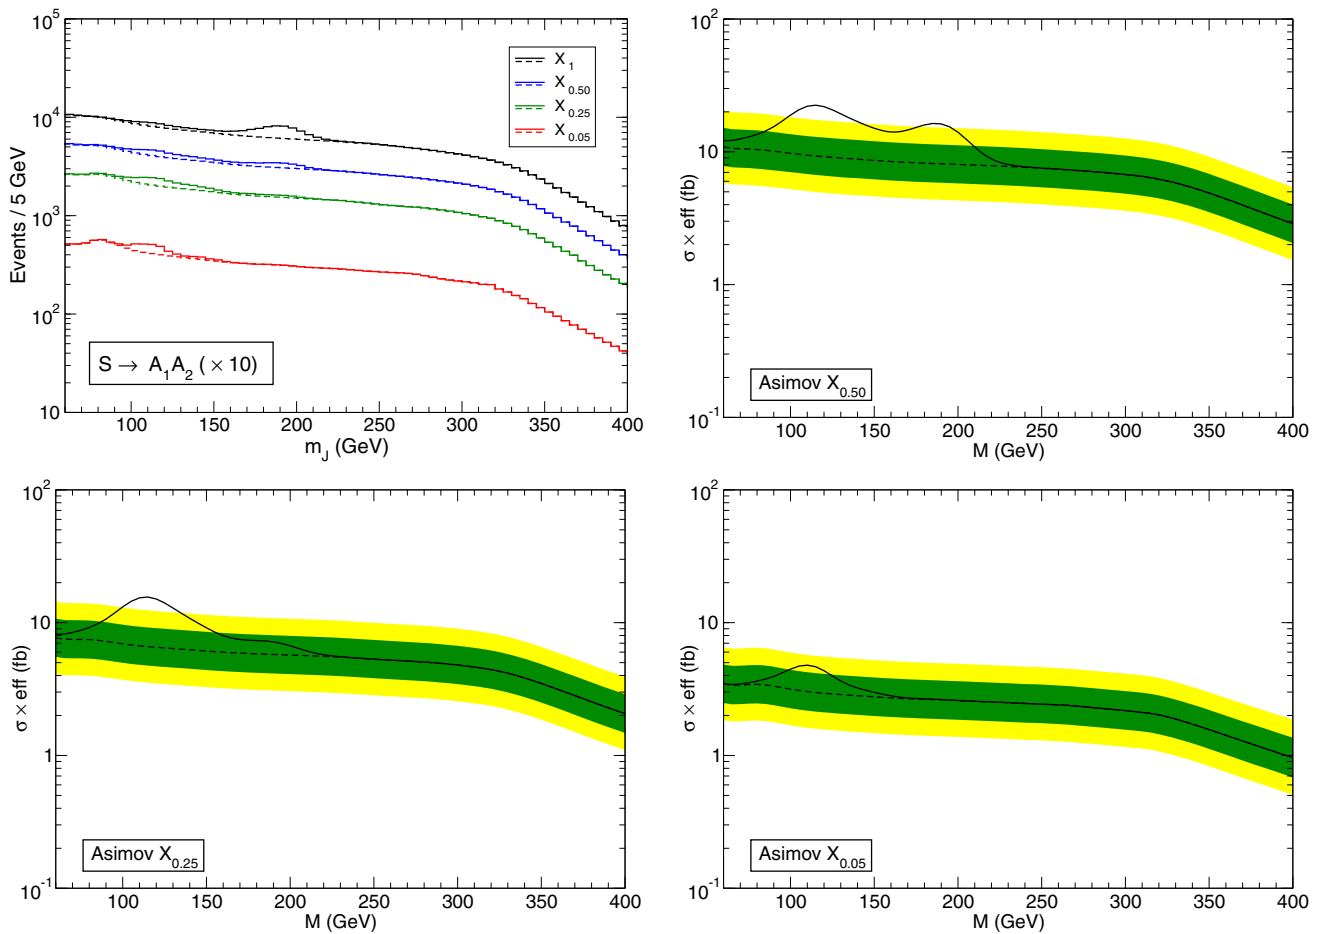 10^5
10^4
10^3
10^2
10
Events / 5 GeV
X_1
X_0.50
X_0.25
X_0.05
S → A_1A_2 (× 10)
100 150 200 250 300 350 400
m_J (GeV)
10^2
10
1
10^-1
σ × eff (fb)
Asimov X_0.50
100 150 200 250 300 350 400
M (GeV)
10^2
10
1
10^-1
σ × eff (fb)
Asimov X_0.25
100 150 200 250 300 350 400
M (GeV)
10^2
10
1
10^-1
σ × eff (fb)
Asimov X_0.05
100 150 200 250 300 350 400
M (GeV)